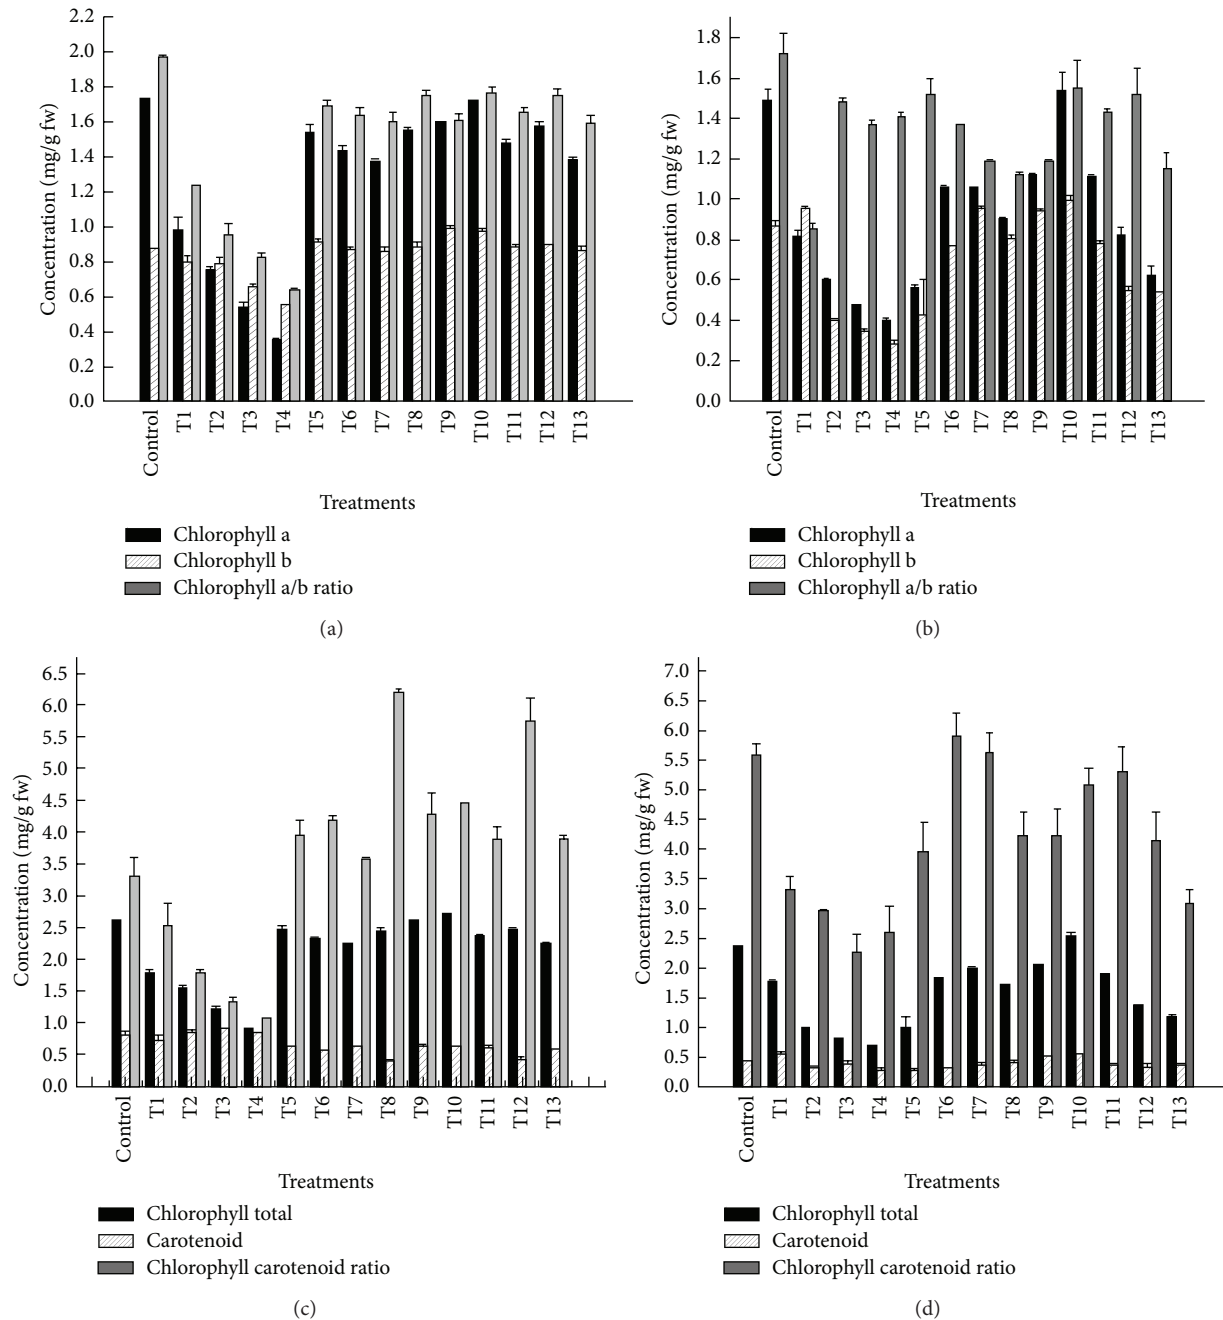 2.2
2.0
1.8
1.6
1.4
1.2
1.0
0.8
0.6
0.4
0.2
0.0
Concentration (mg/g fw)
Control T1 T2 T3 T4 T5 T6 T7 T8 T9 T10 T11 T12 T13
Treatments
Chlorophyll a
Chlorophyll b
Chlorophyll a/b ratio
(a)
1.8
1.6
1.4
1.2
1.0
0.8
0.6
0.4
0.2
0.0
Concentration (mg/g fw)
Control T1 T2 T3 T4 T5 T6 T7 T8 T9 T10 T11 T12 T13
Treatments
Chlorophyll a
Chlorophyll b
Chlorophyll a/b ratio
(b)
6.5
6.0
5.5
5.0
4.5
4.0
3.5
3.0
2.5
2.0
1.5
1.0
0.5
0.0
Concentration (mg/g fw)
Control T1 T2 T3 T4 T5 T6 T7 T8 T9 T10 T11 T12 T13
Treatments
Chlorophyll total
Carotenoid
Chlorophyll carotenoid ratio
(c)
7.0
6.0
5.5
5.0
4.5
4.0
3.5
3.0
2.5
2.0
1.5
1.0
0.5
0.0
Concentration (mg/g fw)
Control T1 T2 T3 T4 T5 T6 T7 T8 T9 T10 T11 T12 T13
Treatments
Chlorophyll total
Carotenoid
Chlorophyll carotenoid ratio
(d)